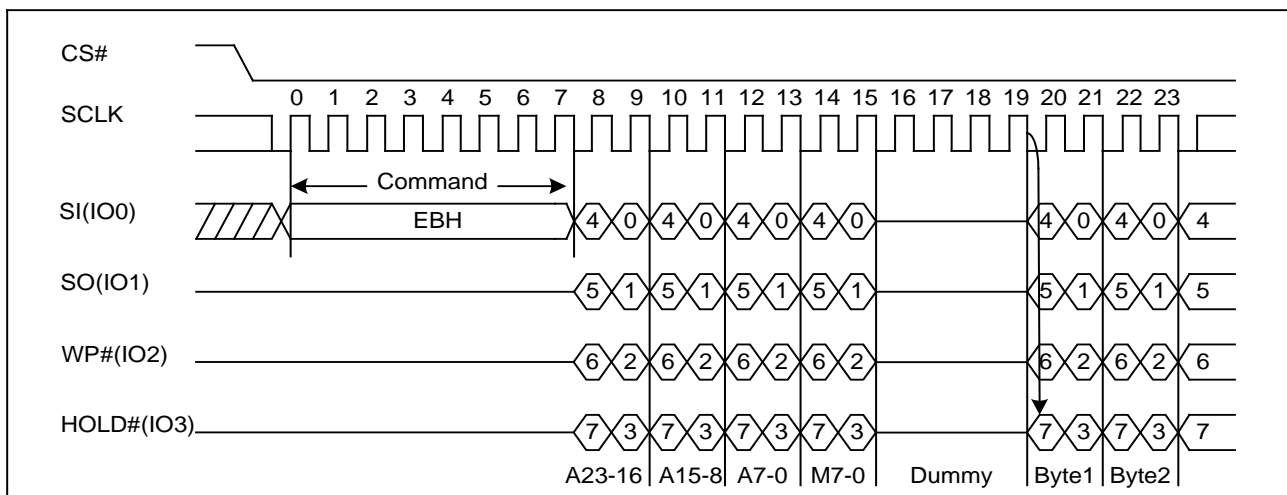 CS#
0 1 2 3 4 5 6 7 8 9 10 11 12 13 14 15 16 17 18 19 20 21 22 23
SCLK
Command
SI(IO0) EBH 4 0 4 0 4 0 4 0 4 0 4 0 4
SO(IO1) 5 1 5 1 5 1 5 1 5 1 5 1 5
WP#(IO2) 6 2 6 2 6 2 6 2 6 2 6 2 6
HOLD#(IO3) 7 3 7 3 7 3 7 3 7 3 7 3 7
A23-16 A15-8 A7-0 M7-0 Dummy Byte1 Byte2